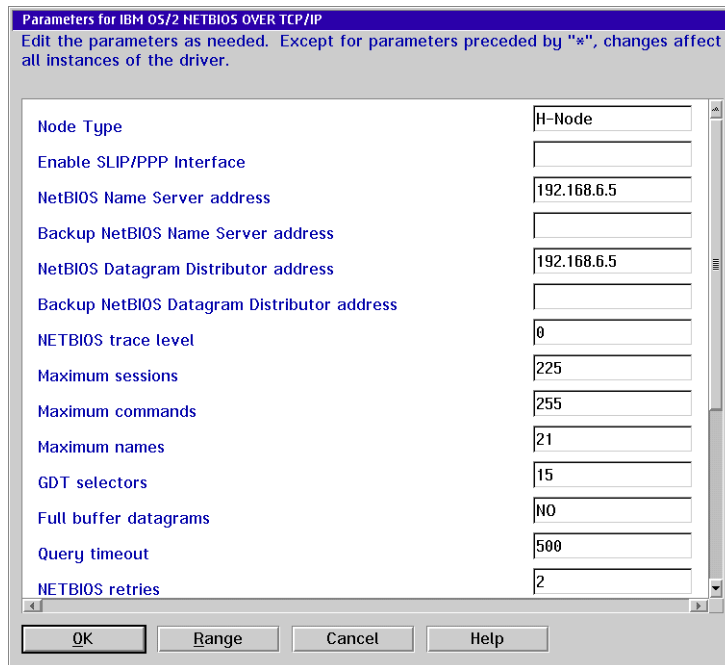 Parameters for IBM OS/2 NETBIOS OVER TCP/IP
Edit the parameters as needed. Except for parameters preceded by "*", changes affect
all instances of the driver.
Node Type H-Node
Enable SLIP/PPP Interface
NetBIOS Name Server address 192.168.6.5
Backup NetBIOS Name Server address
NetBIOS Datagram Distributor address 192.168.6.5
Backup NetBIOS Datagram Distributor address
NETBIOS trace level 0
Maximum sessions 225
Maximum commands 255
Maximum names 21
GDT selectors 15
Full buffer datagrams NO
Query timeout 500
NETBIOS retries 2
OK Range Cancel Help